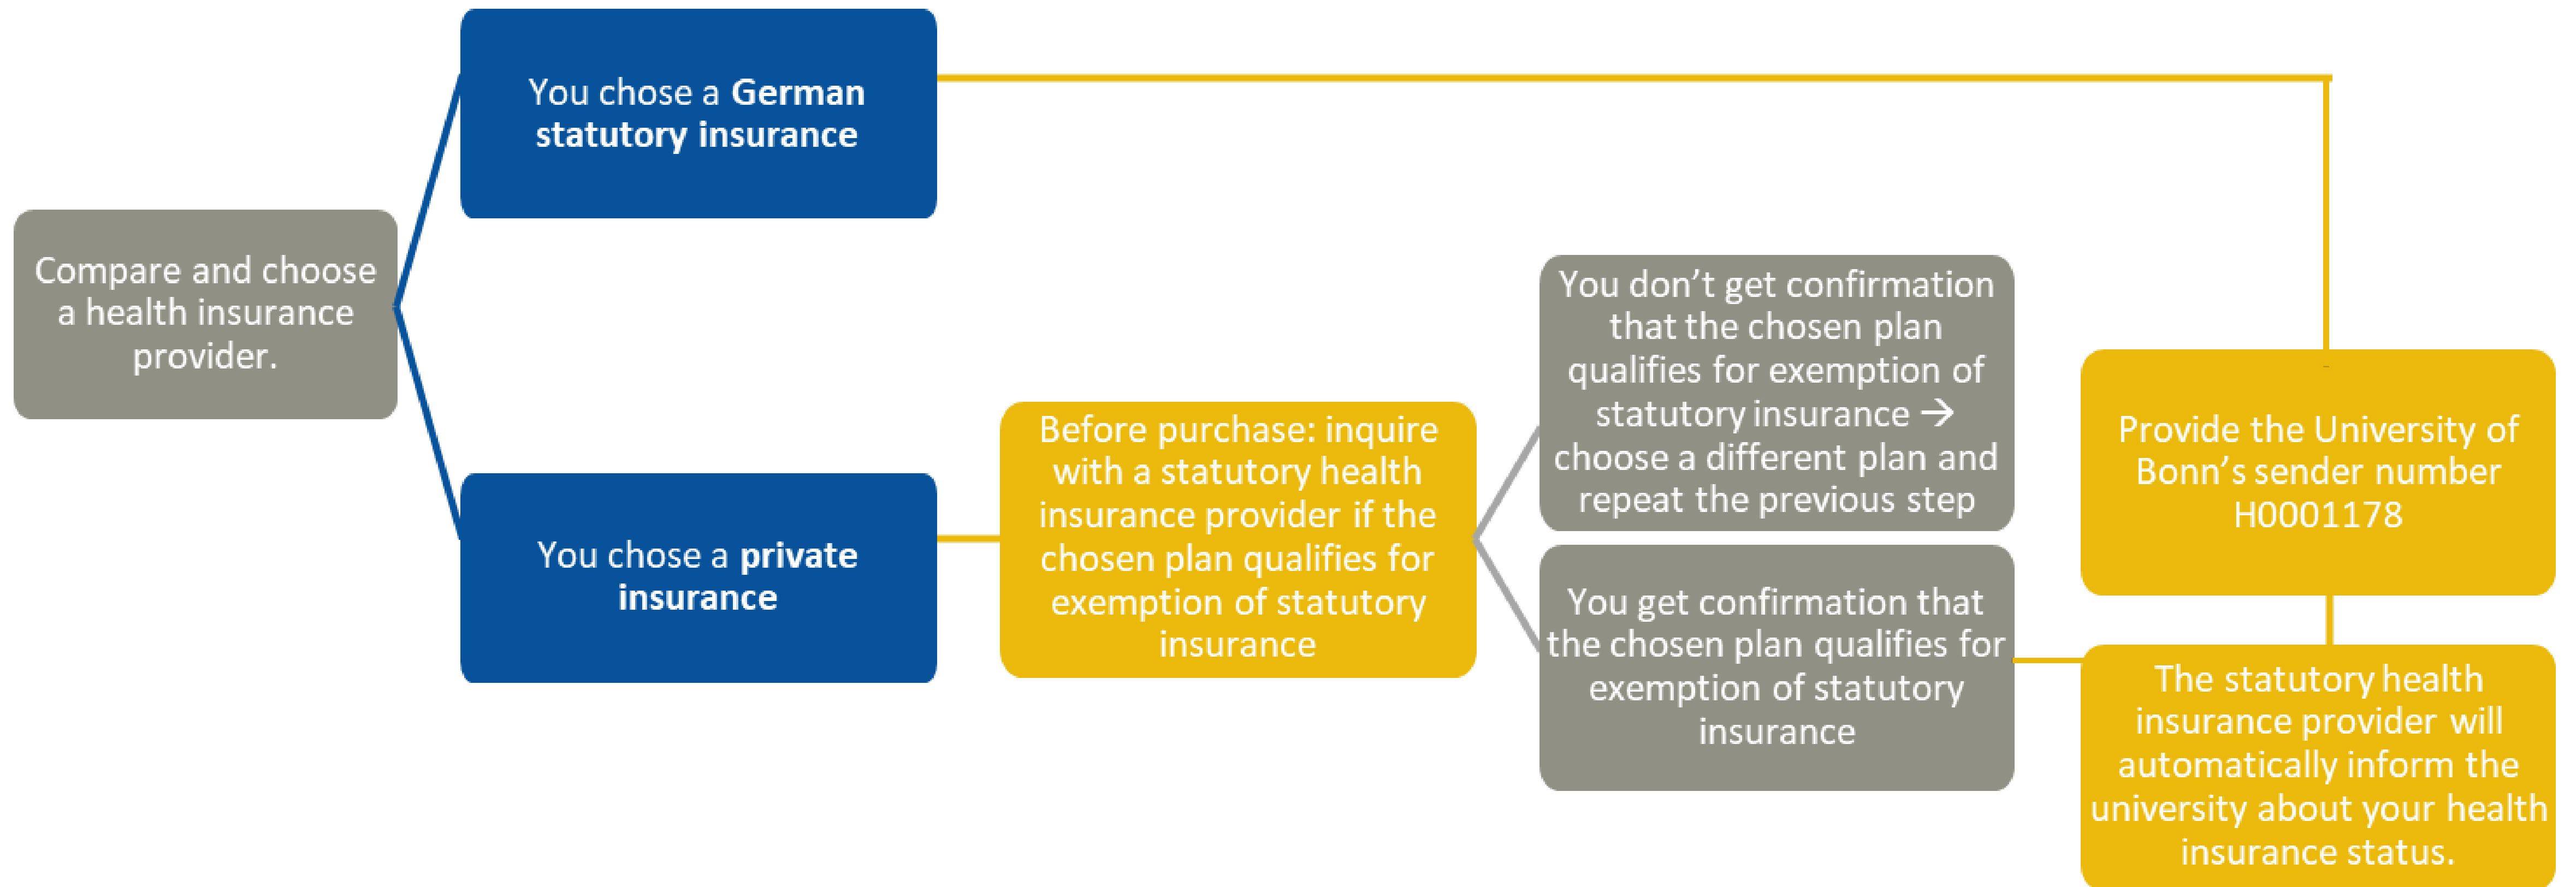 You chose a German
statutory insurance
Compare and choose
a health insurance
provider.
You chose a private
insurance
Before purchase: inquire
with a statutory health
insurance provider if the
chosen plan qualifies for
exemption of statutory
insurance
You don’t get confirmation
that the chosen plan
qualifies for exemption of
statutory insurance →
choose a different plan and
repeat the previous step
You get confirmation that
the chosen plan qualifies for
exemption of statutory
insurance
Provide the University of
Bonn’s sender number
H0001178
The statutory health
insurance provider will
automatically inform the
university about your health
insurance status.